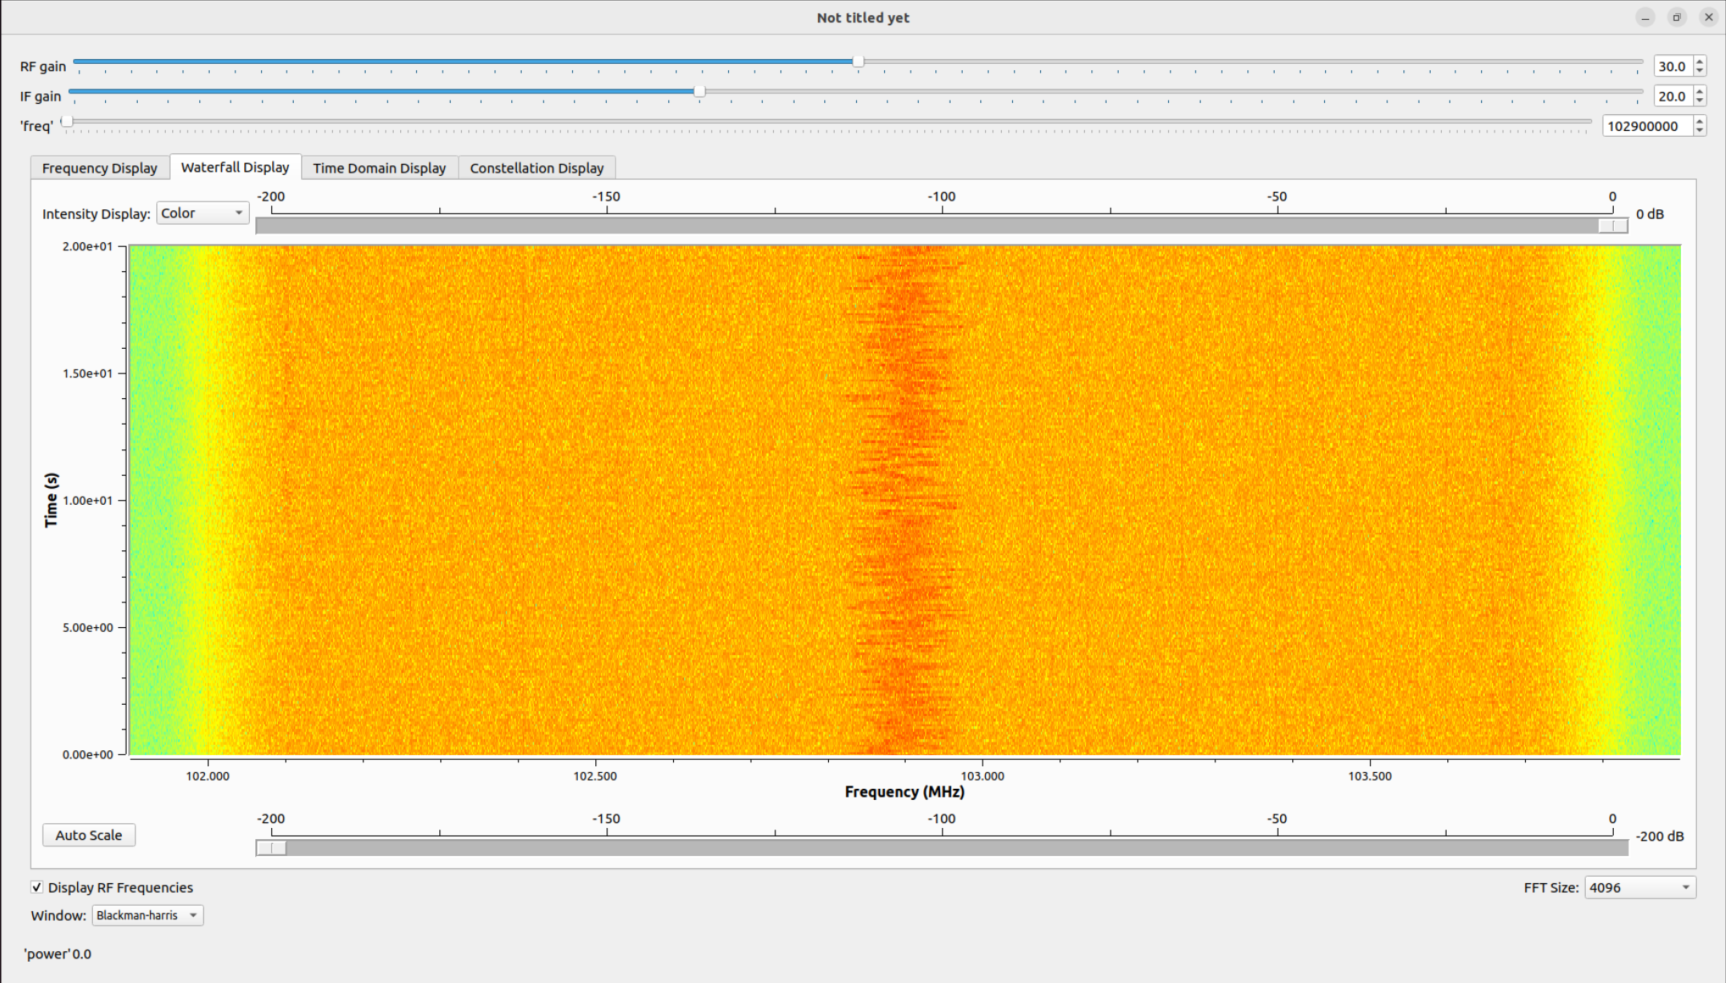 Not titled yet
RF gain 30.0
IF gain 20.0
'freq' 102900000
Frequency Display Waterfall Display Time Domain Display Constellation Display
-200 -150 -100 -50 0
Intensity Display: Color 0 dB
2.00e+01
1.50e+01
1.00e+01
5.00e+00
0.00e+00
Time (s)
102.000 102.500 103.000 103.500
Frequency (MHz)
-200 -150 -100 -50 0
Auto Scale -200 dB
Display RF Frequencies FFT Size: 4096
Window: Blackman-harris
'power' 0.0